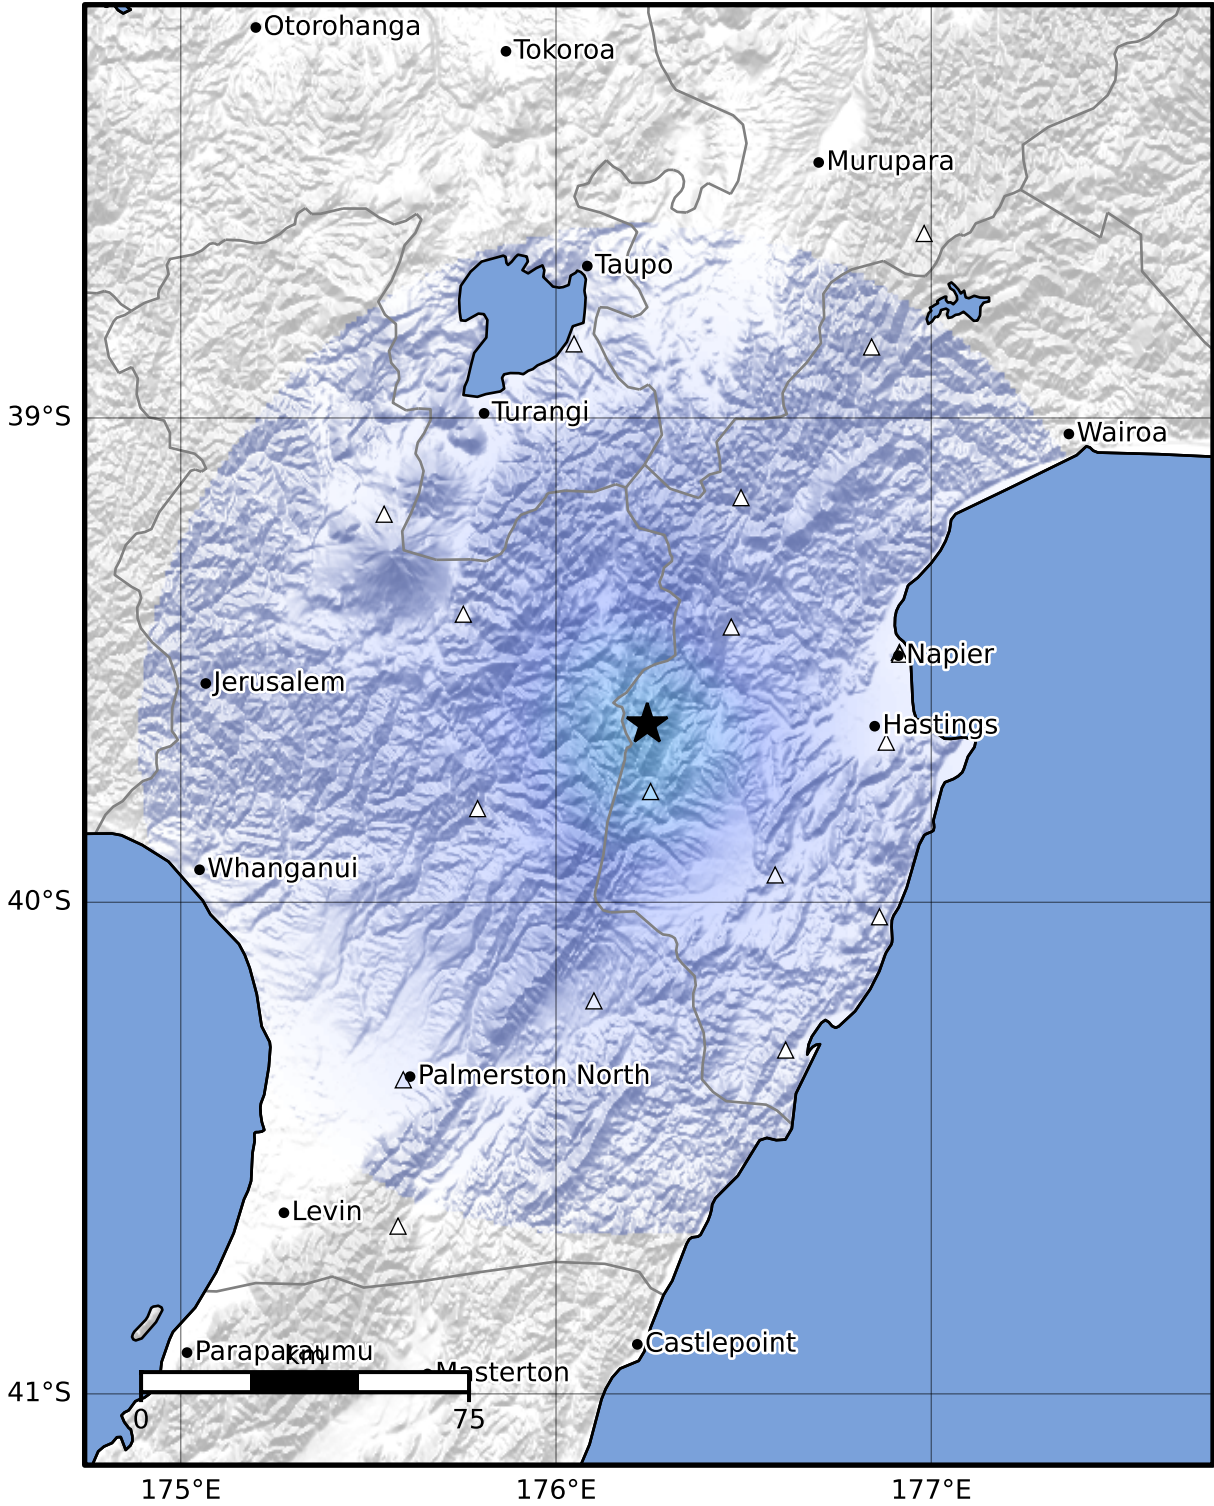 Otorohanga
Tokoroa
Murupara
Taupo
Turangi
39°S
Wairoa
Napier
Jerusalem
Hastings
Whanganui
40°S
Palmerston North
Levin
Castlepoint
Paraparaumu
km
Masterton
41°S
0
75
175°E
176°E
177°E